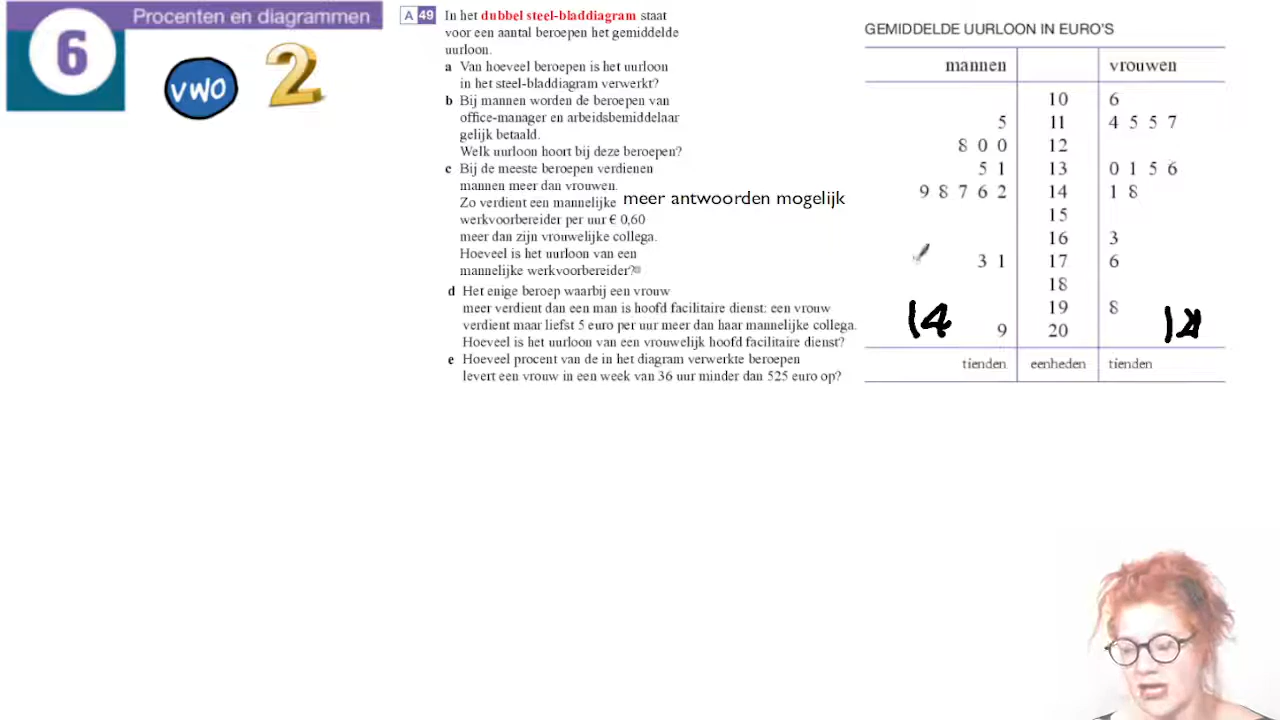 Procenten en diagrammen
6
vwo 2
A 49 In het dubbel steel-bladdiagram staat
voor een aantal beroepen het gemiddelde
uurloon.
a Van hoeveel beroepen is het uurloon
in het steel-bladdiagram verwerkt?
b Bij mannen worden de beroepen van
office-manager en arbeidsbemiddelaar
gelijk betaald.
Welk uurloon hoort bij deze beroepen?
c Bij de meeste beroepen verdienen
mannen meer dan vrouwen.
Zo verdient een mannelijke
meer antwoorden mogelijk
werkvoorbereider per uur € 0,60
meer dan zijn vrouwelijke collega.
Hoeveel is het uurloon van een
mannelijke werkvoorbereider?
d Het enige beroep waarbij een vrouw
meer verdient dan een man is hoofd facilitaire dienst: een vrouw
verdient maar liefst 5 euro per uur meer dan haar mannelijke collega.
Hoeveel is het uurloon van een vrouwelijk hoofd facilitaire dienst?
e Hoeveel procent van de in het diagram verwerkte beroepen
levert een vrouw in een week van 36 uur minder dan 525 euro op?
GEMIDDELDE UURLOON IN EURO'S
mannen vrouwen
10 6
5 11 4 5 5 7
8 0 0 12
5 1 13 0 1 5 6
9 8 7 6 2 14 1 8
15
16 3
3 1 17 6
18
19 8
9 20
14
tienden eenheden tienden